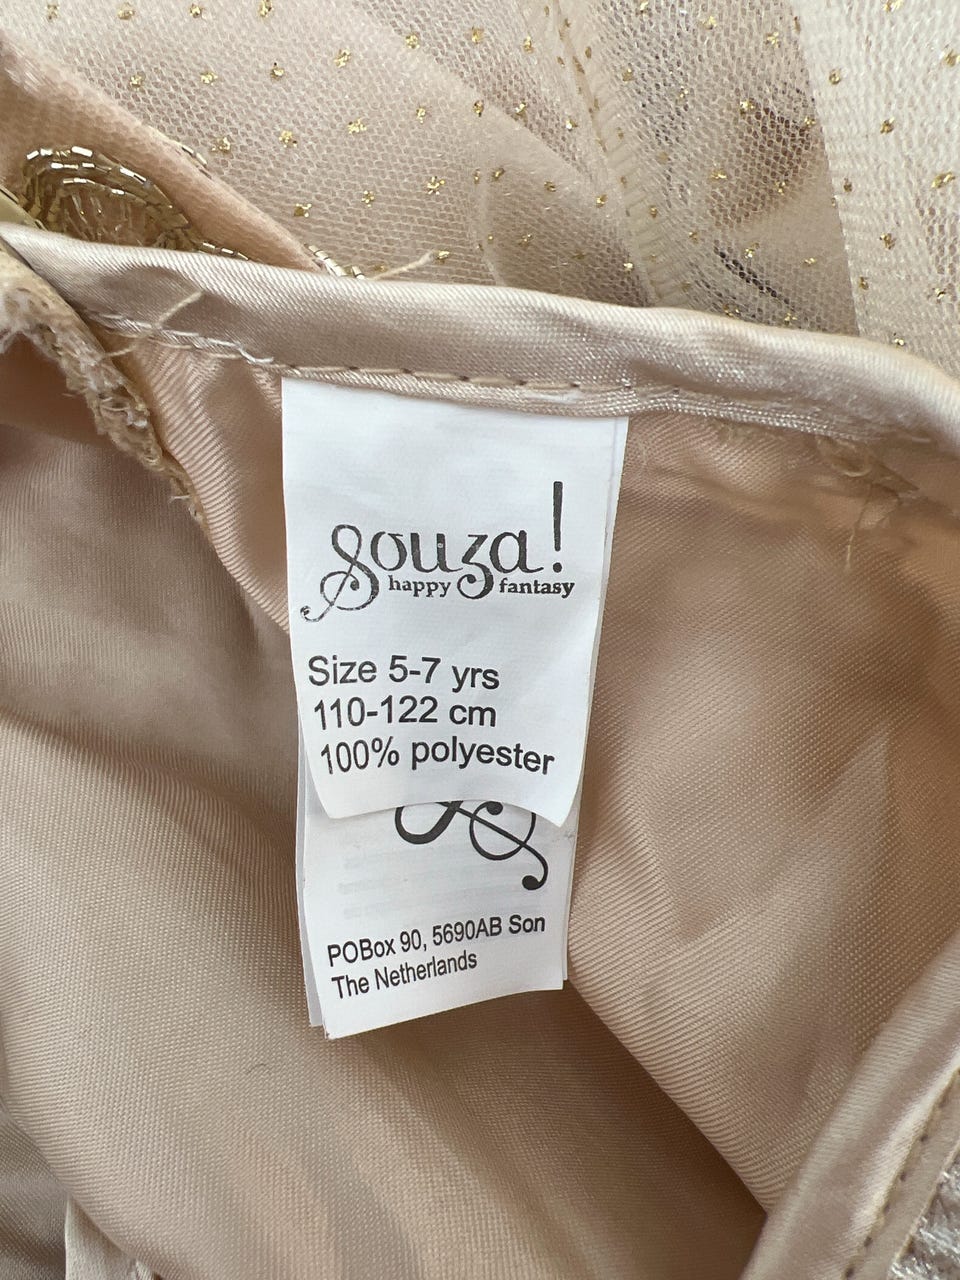 Souza!
happy fantasy
Size 5-7 yrs
110-122 cm
100% polyester
POBox 90, 5690AB Son
The Netherlands